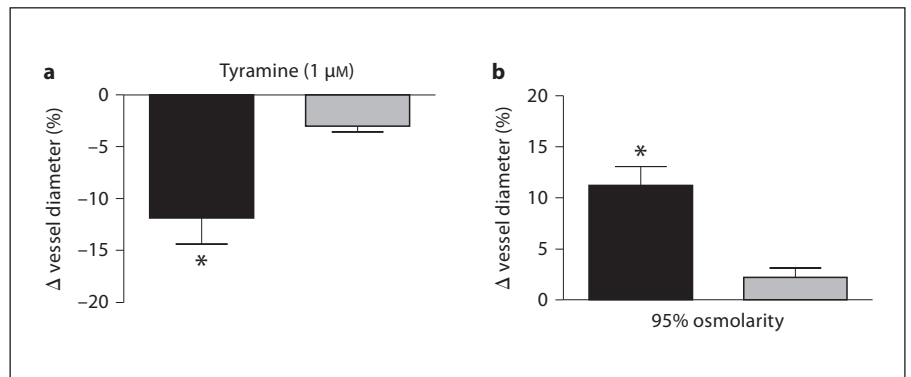 a
Tyramine (1 μM)
Δ vessel diameter (%)
0
–5
–10
–15
–20
*
b
Δ vessel diameter (%)
20
15
10
5
0
*
95% osmolarity